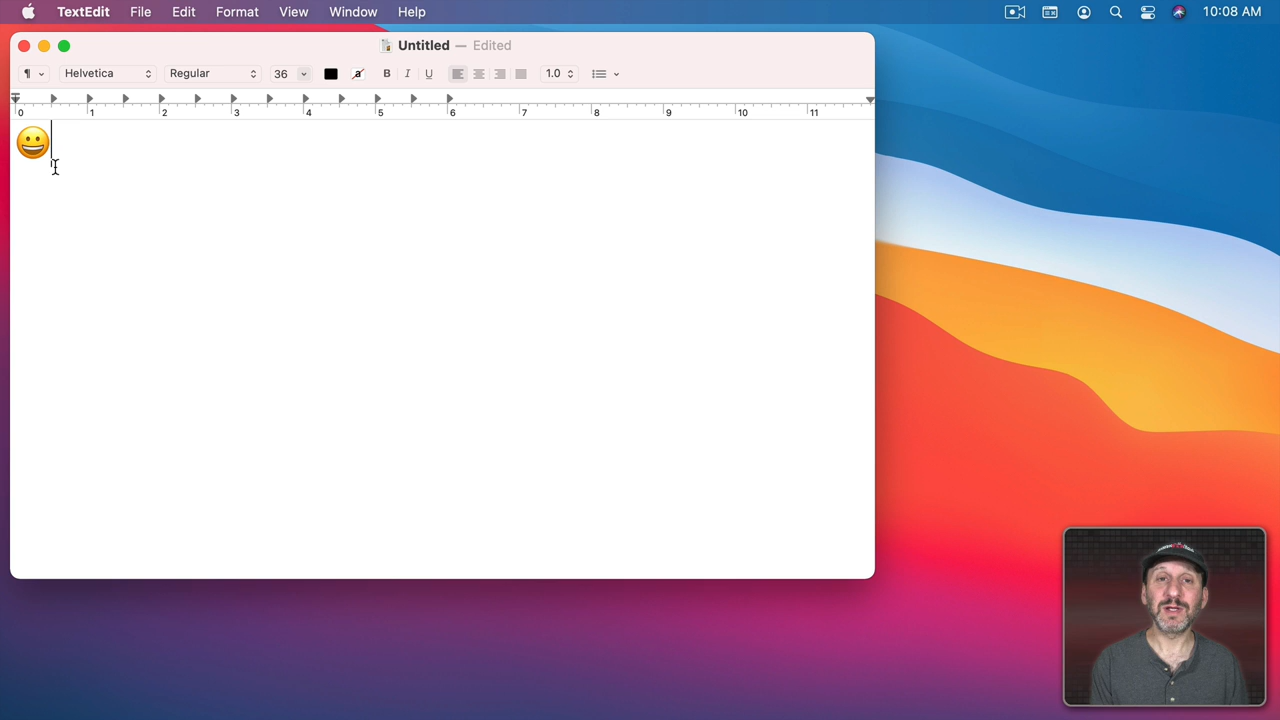 TextEdit File Edit Format View Window Help 10:08 AM
Untitled — Edited
¶ Helvetica Regular 36 a B I U 1.0
0 1 2 3 4 5 6 7 8 9 10 11
😀